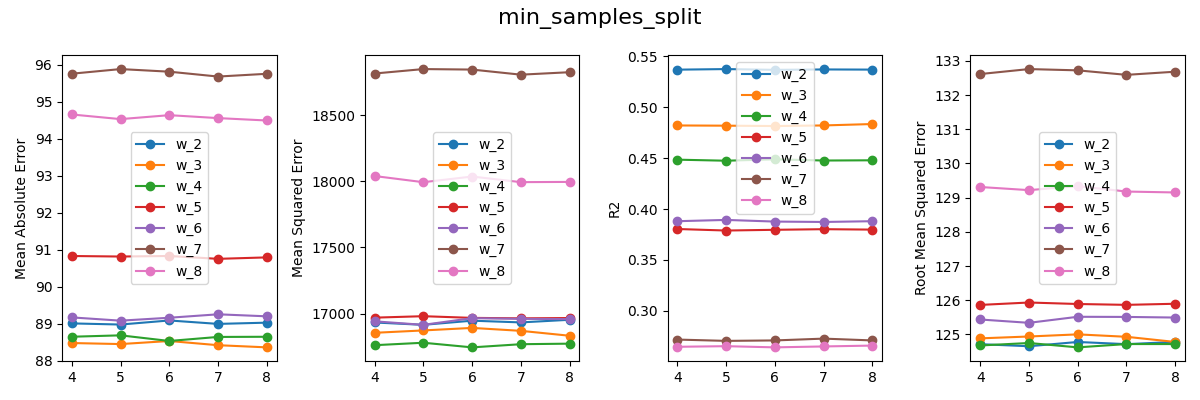 min_samples_split
Mean Absolute Error
96
95
94
93
92
91
90
89
88
4 5 6 7 8
w_2
w_3
w_4
w_5
w_6
w_7
w_8
Mean Squared Error
18500
18000
17500
17000
4 5 6 7 8
w_2
w_3
w_4
w_5
w_6
w_7
w_8
R2
0.55
0.50
0.45
0.40
0.35
0.30
4 5 6 7 8
w_2
w_3
w_4
w_5
w_6
w_7
w_8
Root Mean Squared Error
133
132
131
130
129
128
127
126
125
4 5 6 7 8
w_2
w_3
w_4
w_5
w_6
w_7
w_8